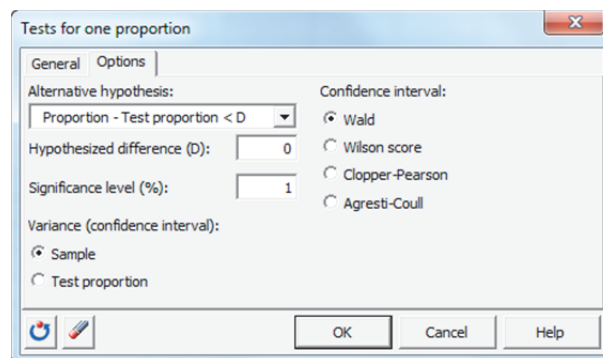 Tests for one proportion
General
Options
Alternative hypothesis:
Proportion - Test proportion < D
Hypothesized difference (D):
0
Significance level (%):
1
Variance (confidence interval):
Sample
Test proportion
Confidence interval:
Wald
Wilson score
Clopper-Pearson
Agresti-Coull
OK
Cancel
Help